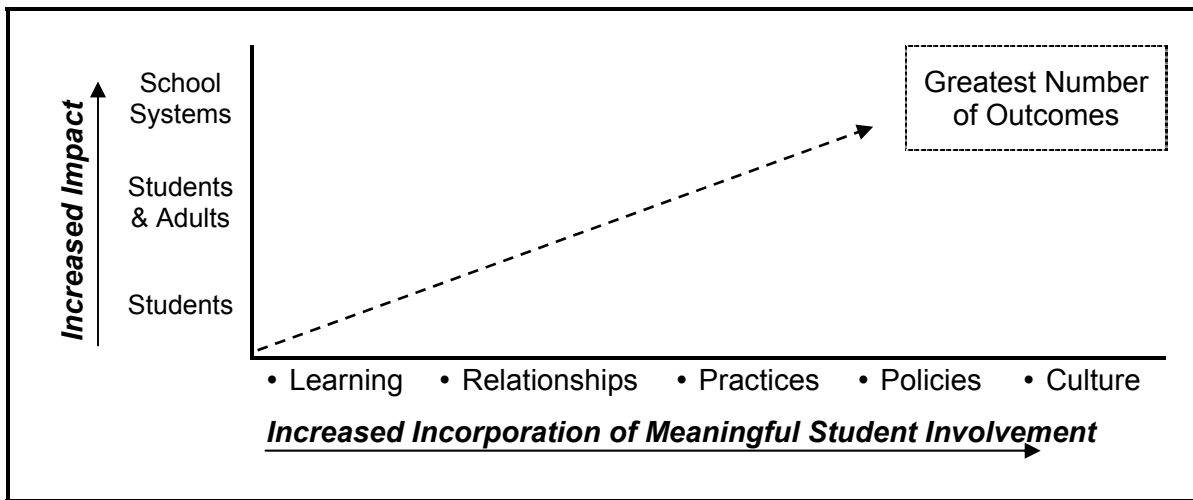 Increased Impact
School
Systems
Students
& Adults
Students
Greatest Number
of Outcomes
• Learning • Relationships • Practices • Policies • Culture
Increased Incorporation of Meaningful Student Involvement